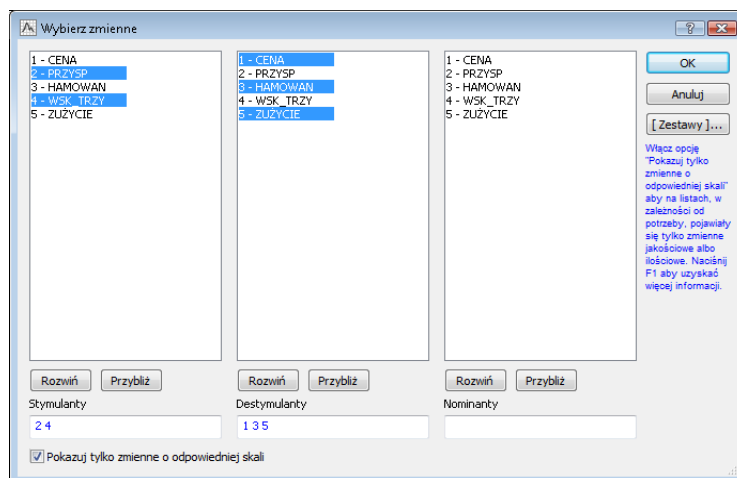 Wybierz zmienne
1 - CENA
2 - PRZYSP
3 - HAMOWAN
4 - WSK_TRZY
5 - ZUŻYCIE
1 - CENA
2 - PRZYSP
3 - HAMOWAN
4 - WSK_TRZY
5 - ZUŻYCIE
1 - CENA
2 - PRZYSP
3 - HAMOWAN
4 - WSK_TRZY
5 - ZUŻYCIE
OK
Anuluj
[ Zestawy ]...
Włącz opcję
"Pokazuj tylko
zmienne o
odpowiedniej skali"
aby na listach, w
zależności od
potrzeby, pojawiały
się tylko zmienne
jakościowe albo
ilościowe. Naciśnij
F1 aby uzyskać
więcej informacji.
Rozwiń Przybliż
Rozwiń Przybliż
Rozwiń Przybliż
Stymulanty
Destymulanty
Nominanty
2 4
1 3 5
Pokazuj tylko zmienne o odpowiedniej skali